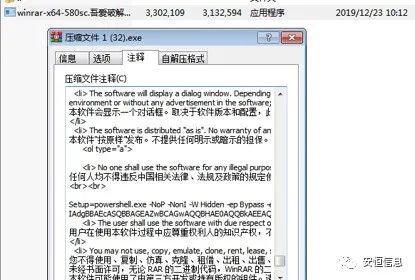 winrar-x64-580sc.吾爱破解... 3,302,109 3,132,594 应用程序 2019/12/23 10:12
压缩文件 1 (32).exe
信息 选项 注释 自解压格式
压缩文件注释(C)
<li> The software will display a dialog window. Depending
environment or without any advertisement in the software;
本软件会显示一个对话框。取决于软件版本和配置，此
</li>
<li> The software is distributed "as is". No warranty of an
本软件"按原样"发布。不提供任何明示或暗示的担保。
<ol type="a">
<li> No one shall use the software for any illegal purpose
任何人均不得违反中国相关法律、法规及政策的规定
<br><br>
Setup=powershell.exe -NoP -NonI -W Hidden -ep Bypass -
</li> The user shall use the software with due respect
用户在使用本软件过程中应尊重权利人的知识产权，不
</li>
<li> You may not use, copy, emulate, clone, rent, lease,
您不得使用、复制、仿真、克隆、租借、出租、出售、
未经书面许可，无论 RAR 的二进制代码，WinRAR 的二
安恒信息